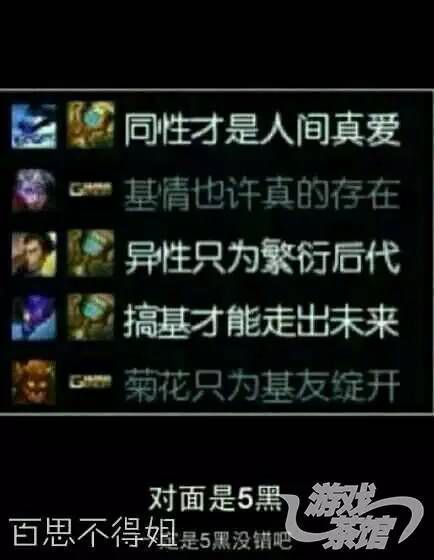 同性才是人间真爱
基情也许真的存在
异性只为繁衍后代
搞基才能走出未来
菊花只为基友绽开
对面是5黑
游戏茶馆
百思不得姐
是5黑没错吧